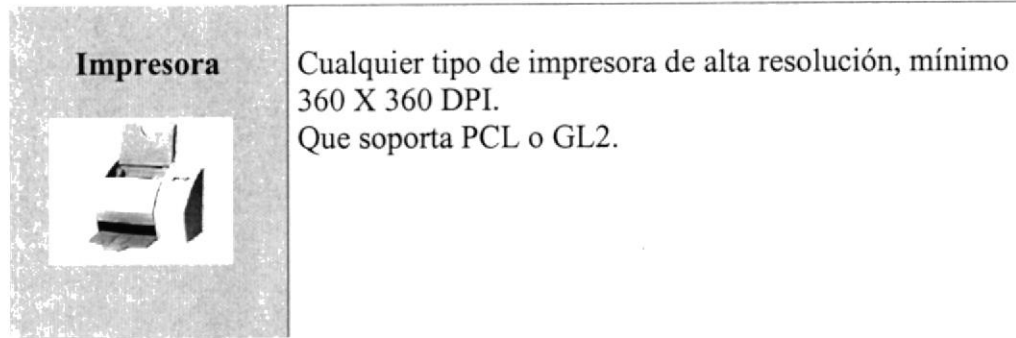 Impresora
Cualquier tipo de impresora de alta resolución, mínimo
360 X 360 DPI.
Que soporta PCL o GL2.